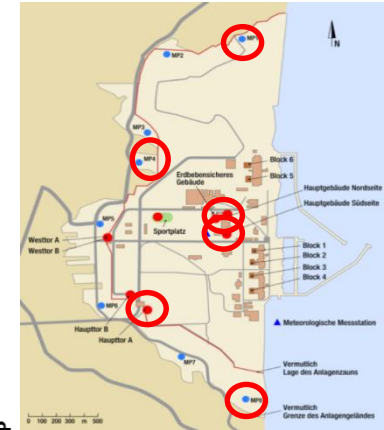 MP1
N
MP2
MP3
MP4
Erdbebensicheres
Gebäude
Block 6
Block 5
Hauptgebäude Nordseite
Hauptgebäude Südseite
MP5
Sportplatz
Westtor A
Westtor B
Block 1
Block 2
Block 3
Block 4
MP6
Haupttor B
Haupttor A
Meteorologische Messstation
MP7
Vermutlich
Lage des Anlagenzauns
MP8
Vermutlich
Grenze des Anlagengeländes
0 100 200 300 m 500